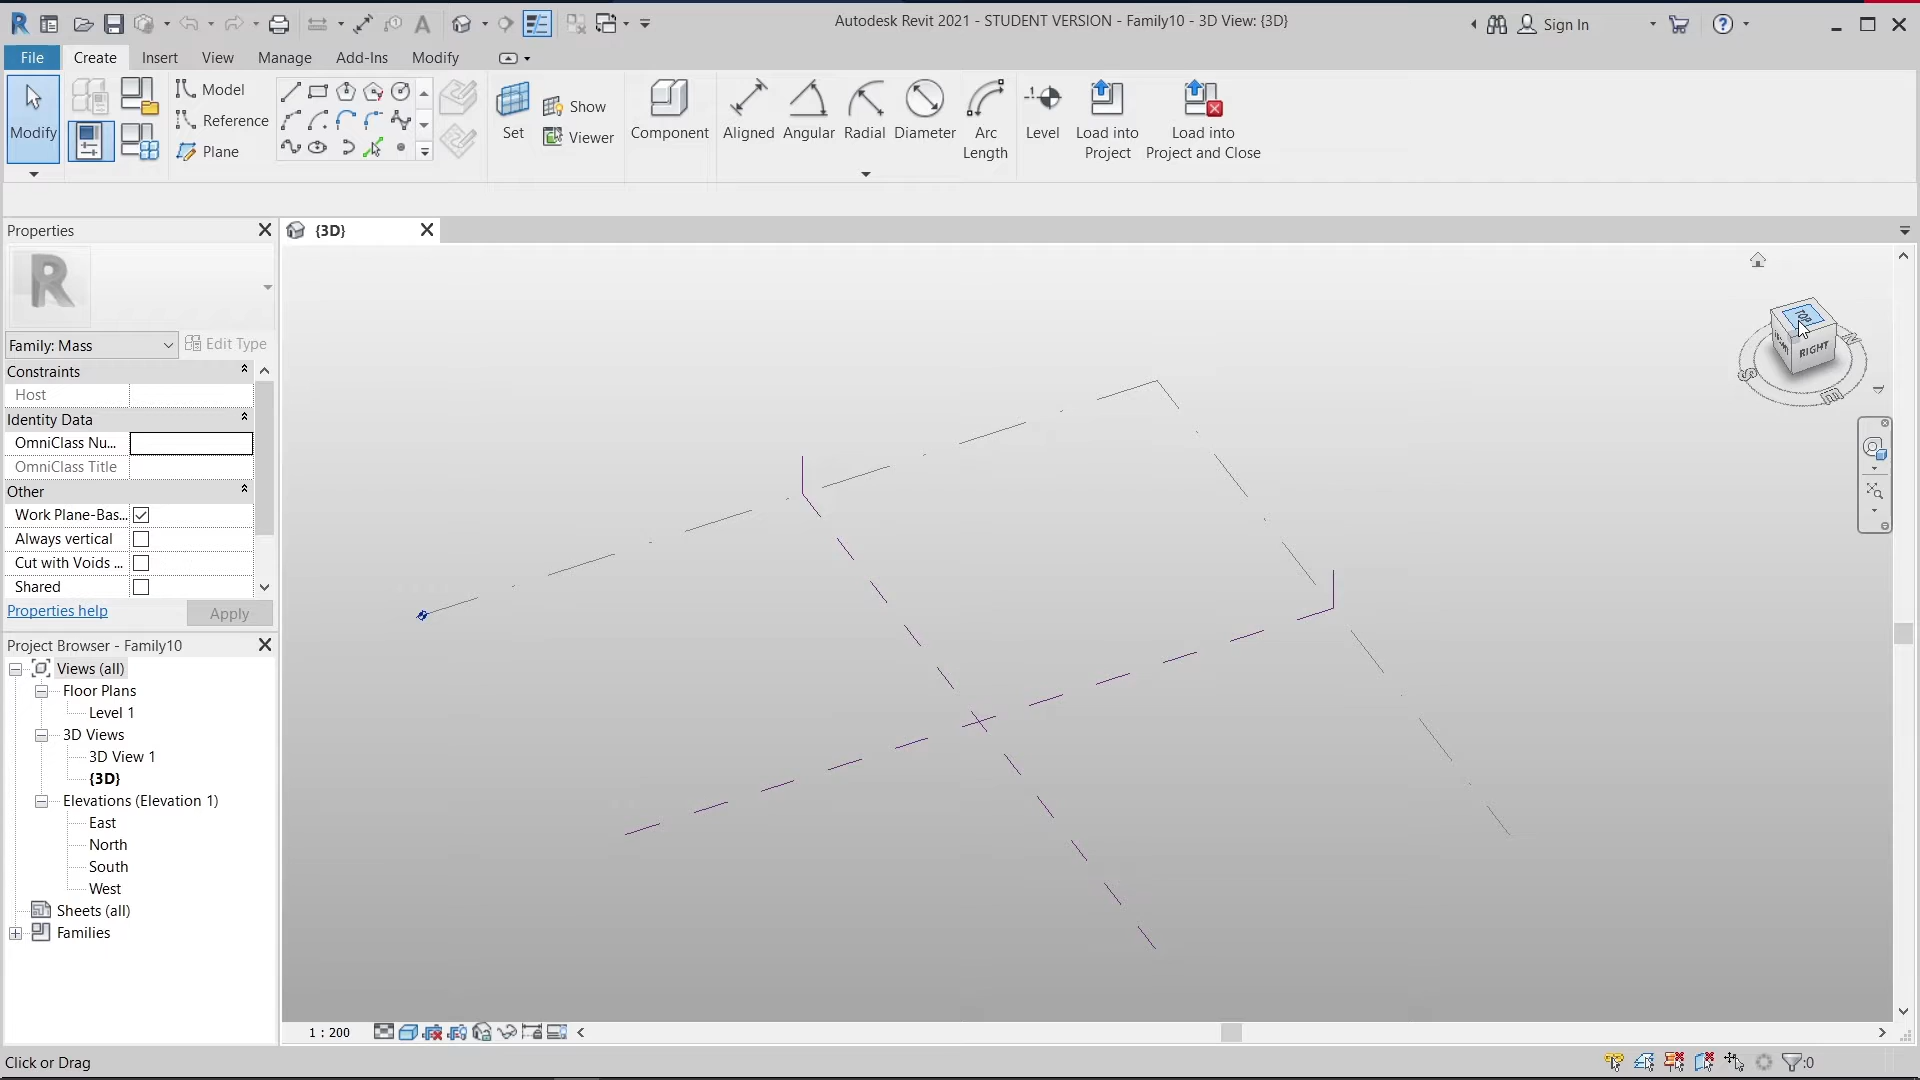 Autodesk Revit 2021 - STUDENT VERSION - Family10 - 3D View: {3D}
Sign In
File Create Insert View Manage Add-Ins Modify
Modify
Model
Reference
Plane
Set
Show
Viewer
Component
Aligned
Angular
Radial
Diameter
Arc
Length
Level
Load into
Project
Load into
Project and Close
Properties
{3D}
R
Family: Mass
Edit Type
Constraints
Host
Identity Data
OmniClass Nu...
OmniClass Title
Other
Work Plane-Bas...
Always vertical
Cut with Voids ...
Shared
Properties help
Apply
Project Browser - Family10
Views (all)
Floor Plans
Level 1
3D Views
3D View 1
{3D}
Elevations (Elevation 1)
East
North
South
West
Sheets (all)
Families
TOP
RIGHT
N
S
E
1 : 200
Click or Drag
:0